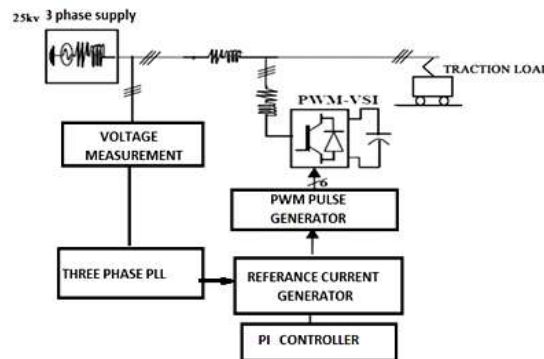 25kv 3 phase supply
TRACTION LOAD
PWM-VSI
VOLTAGE
MEASUREMENT
6
PWM PULSE
GENERATOR
THREE PHASE PLL
REFERANCE CURRENT
GENERATOR
PI CONTROLLER